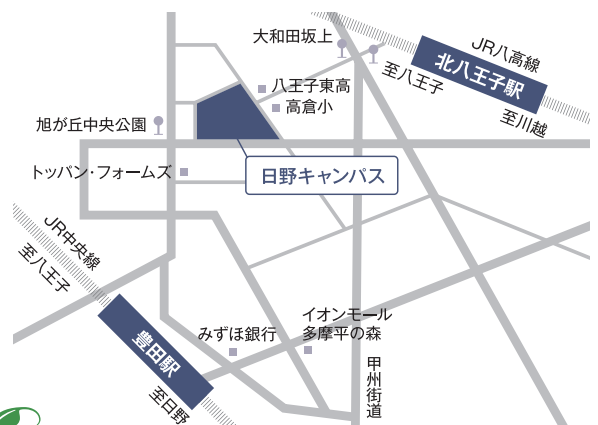 大和田坂上
JR八高線
北八王子駅
至八王子
至川越
八王子東高
高倉小
旭が丘中央公園
トッパン・フォームズ
日野キャンパス
JR中央線
至八王子
豊田駅
至日野
みずほ銀行
イオンモール
多摩平の森
甲州街道